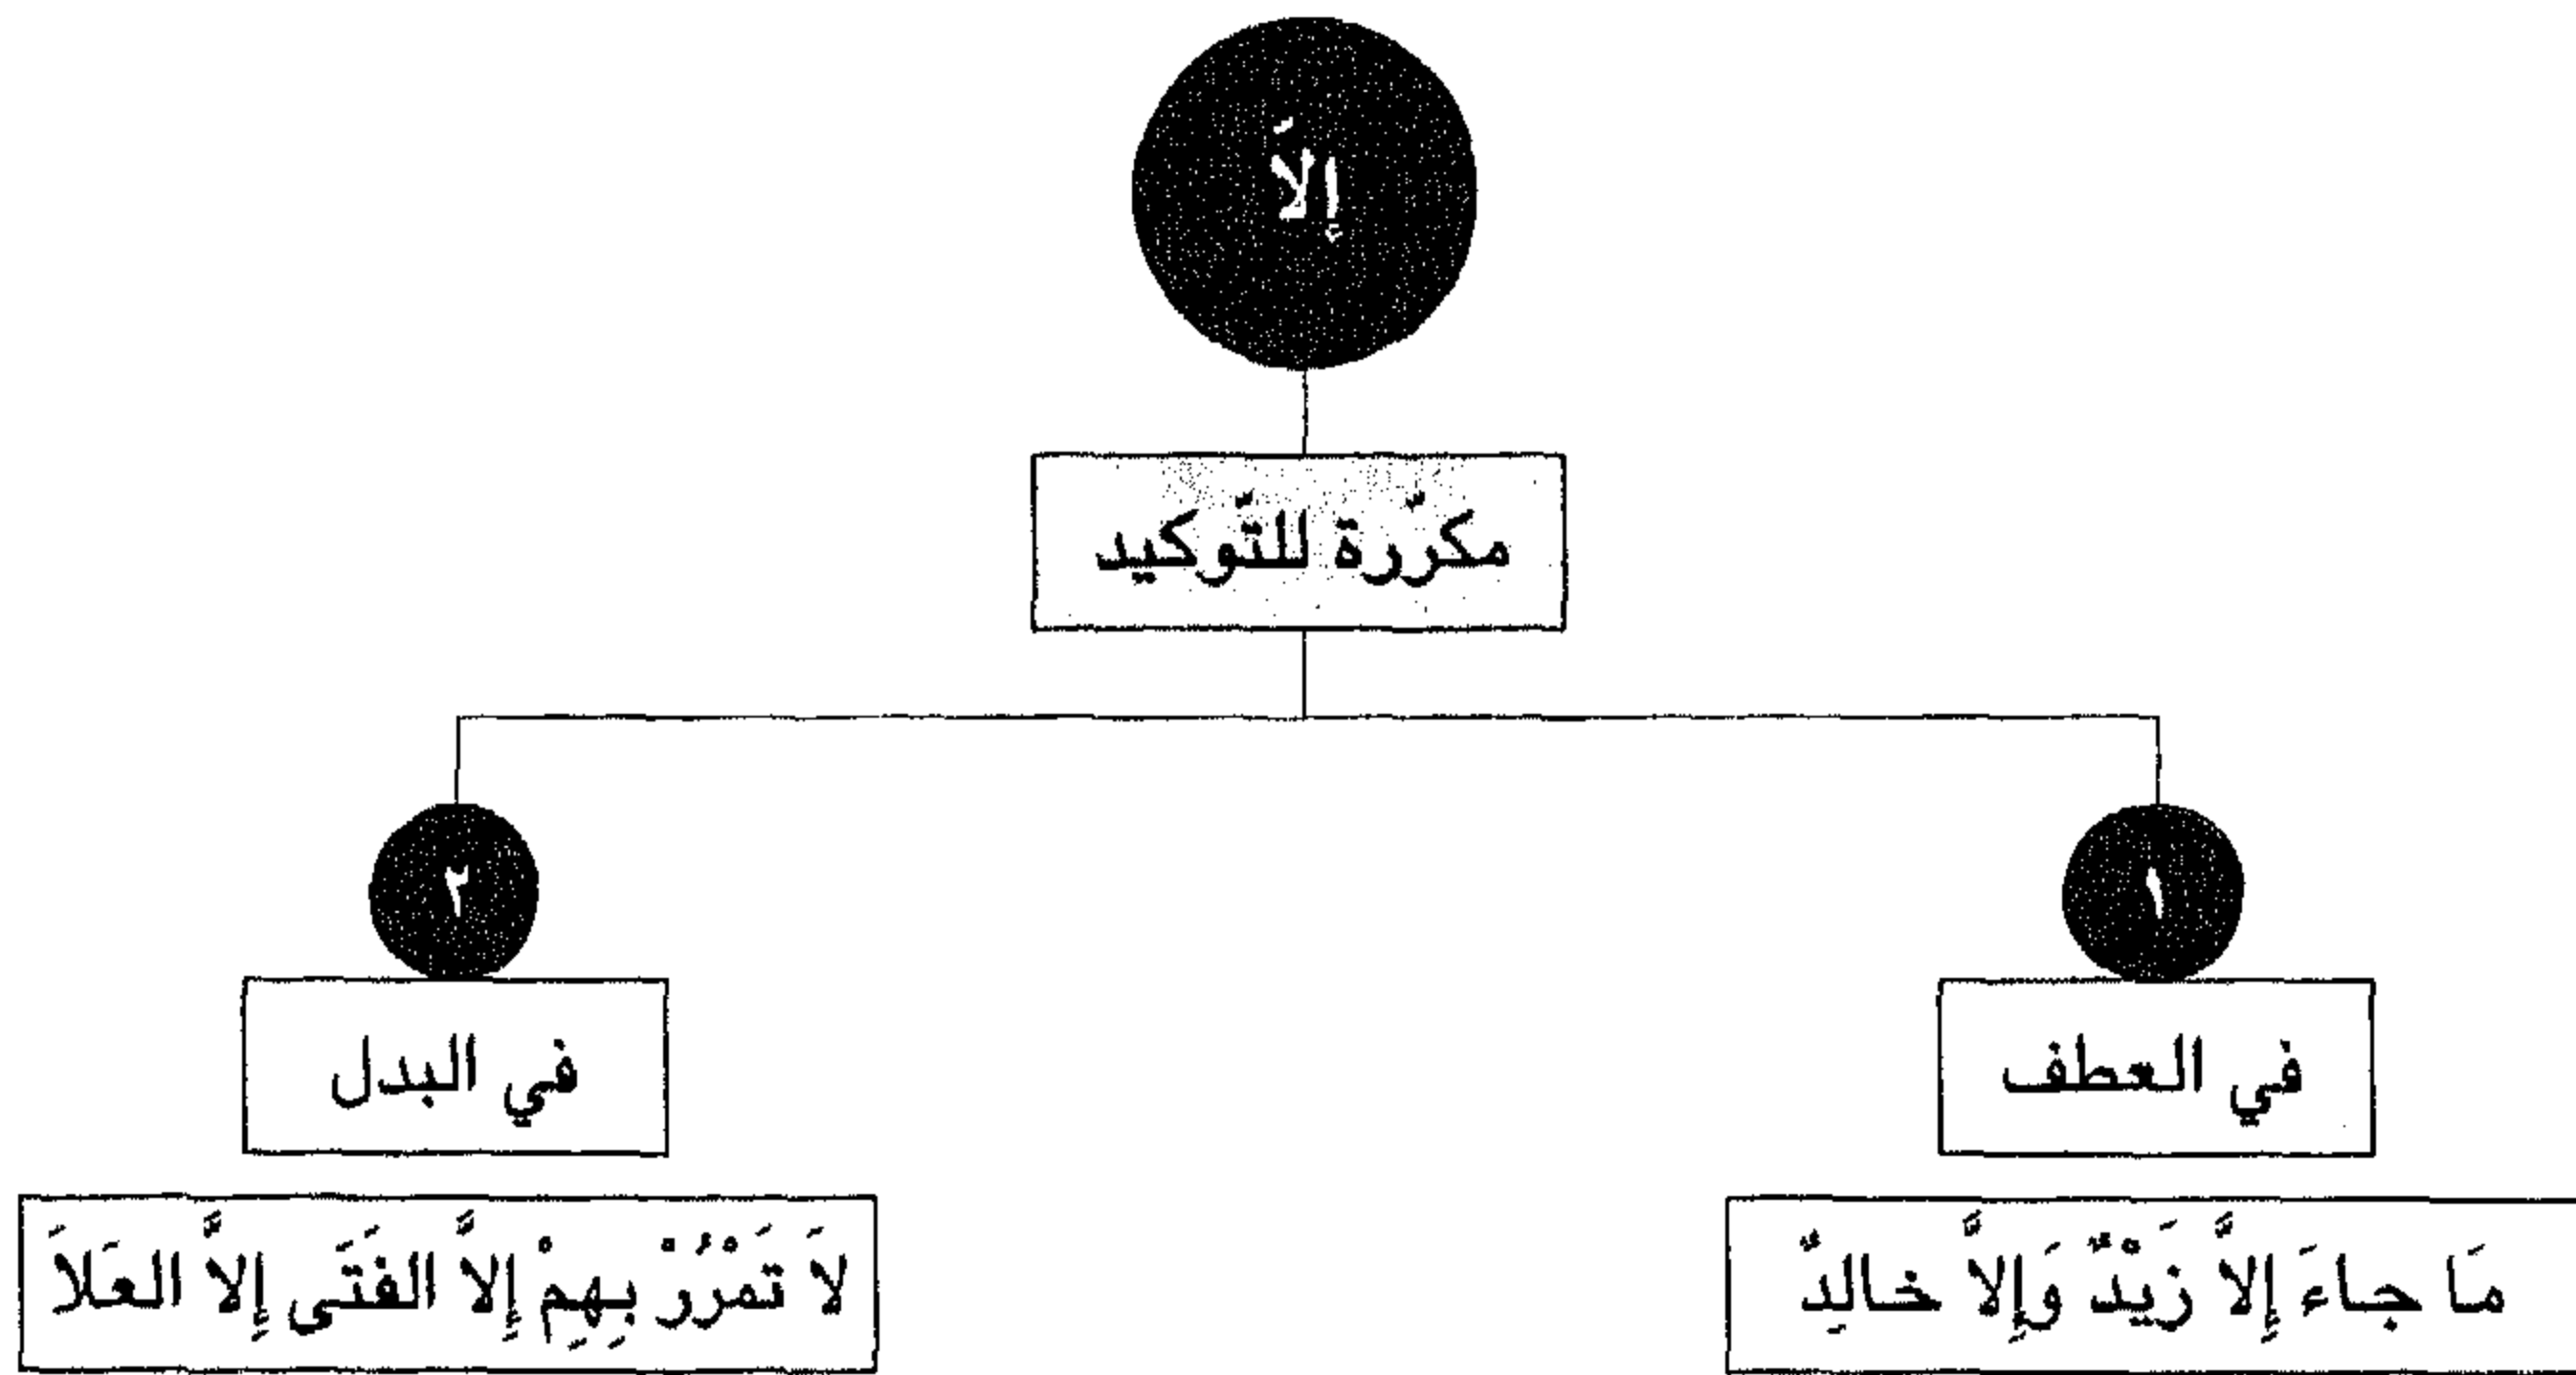 إلاَّ
مكرّرة للتّوكيد
١
في العطف
مَا جاءَ إِلاَّ زَيْدٌ وَإِلاَّ خالِدٌ
٢
في البدل
لاَ تَمْرُرْ بِهِمْ إِلاَّ الفَتَى إِلاَّ العَلاَ